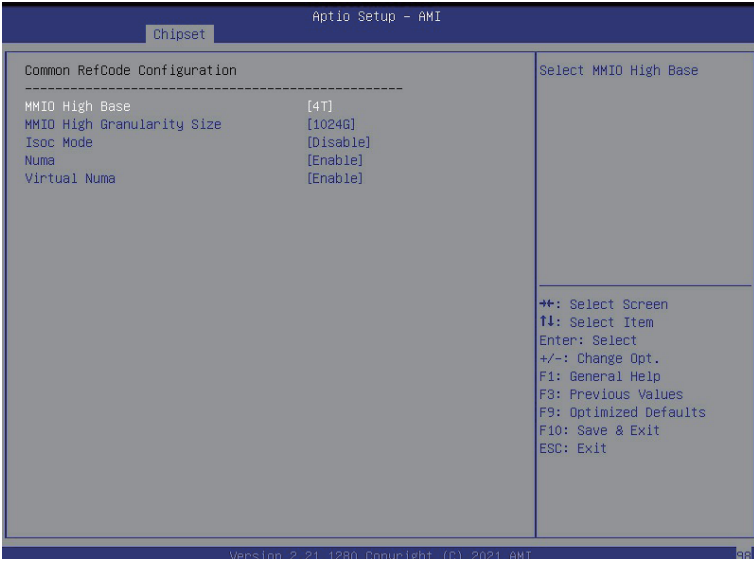 Aptio Setup – AMI
Chipset
Common RefCode Configuration
--------------------------------------------------
MMIO High Base [4T]
MMIO High Granularity Size [1024G]
Isoc Mode [Disable]
Numa [Enable]
Virtual Numa [Enable]
Select MMIO High Base
→←: Select Screen
↑↓: Select Item
Enter: Select
+/-: Change Opt.
F1: General Help
F3: Previous Values
F9: Optimized Defaults
F10: Save & Exit
ESC: Exit
Version 2.21.1280 Copyright (C) 2021 AMI
98